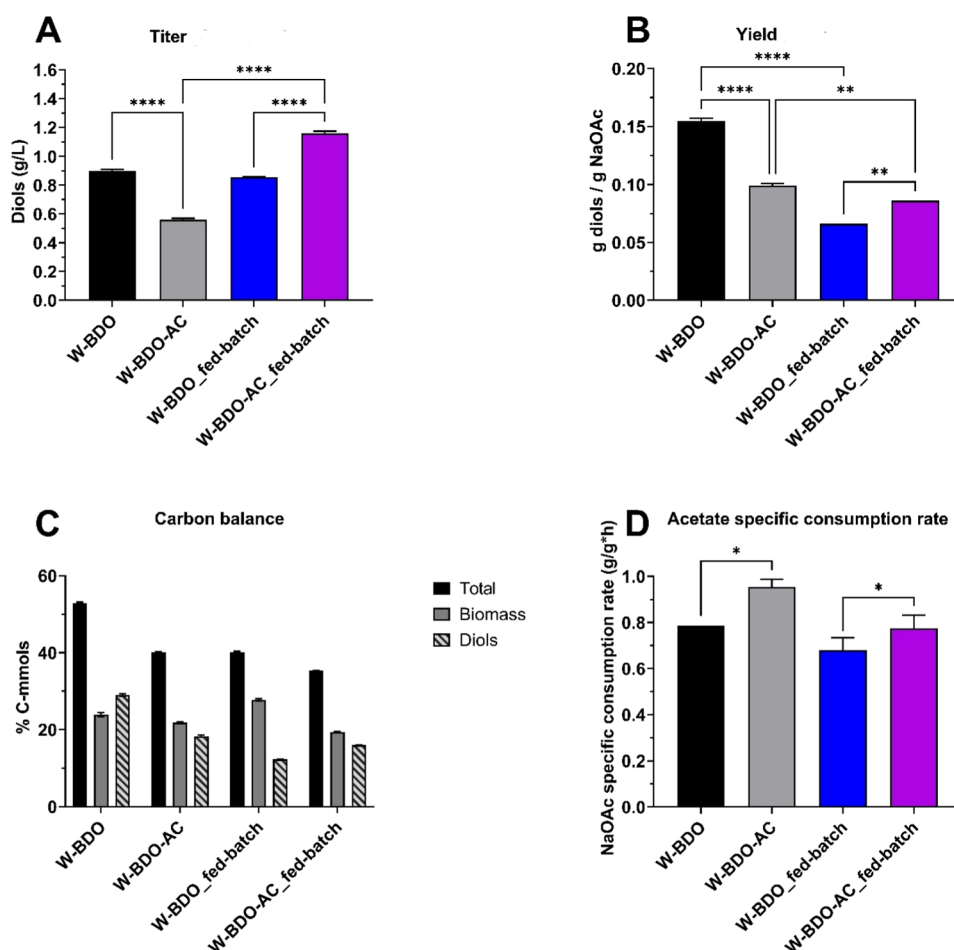 A
Titer
Diols (g/L)
1.6
1.4
1.2
1.0
0.8
0.6
0.4
0.2
0.0
****
****
****
W-BDO
W-BDO-AC
W-BDO_fed-batch
W-BDO-AC_fed-batch
B
Yield
g diols / g NaOAc
0.20
0.15
0.10
0.05
0.00
****
****
**
**
W-BDO
W-BDO-AC
W-BDO_fed-batch
W-BDO-AC_fed-batch
C
Carbon balance
% C-mmols
60
40
20
0
Total
Biomass
Diols
W-BDO
W-BDO-AC
W-BDO_fed-batch
W-BDO-AC_fed-batch
D
Acetate specific consumption rate
NaOAc specific consumption rate (g/g*h)
1.0
0.8
0.6
0.4
0.2
0.0
*
*
W-BDO
W-BDO-AC
W-BDO_fed-batch
W-BDO-AC_fed-batch